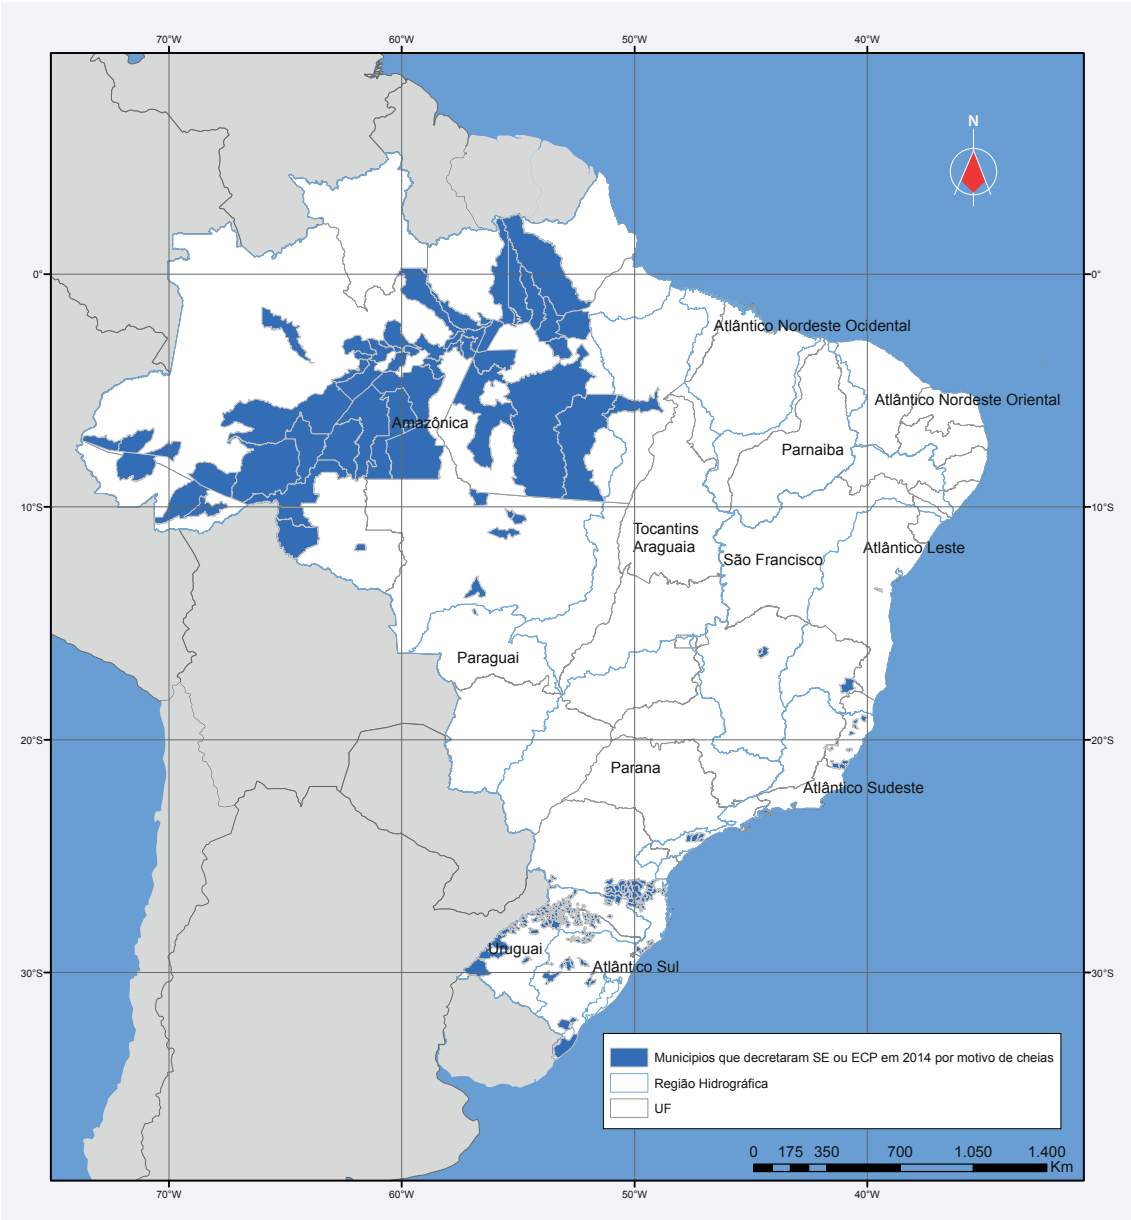 70°W 60°W 50°W 40°W
N
0° 0°
Atlântico Nordeste Ocidental
Atlântico Nordeste Oriental
Amazônica
Parnaiba
10°S 10°S
Tocantins
Araguaia
Atlântico Leste
São Francisco
Paraguai
20°S 20°S
Parana
Atlântico Sudeste
Uruguai
Atlântico Sul
30°S 30°S
Municipios que decretaram SE ou ECP em 2014 por motivo de cheias
Região Hidrográfica
UF
0 175 350 700 1.050 1.400
Km
70°W 60°W 50°W 40°W